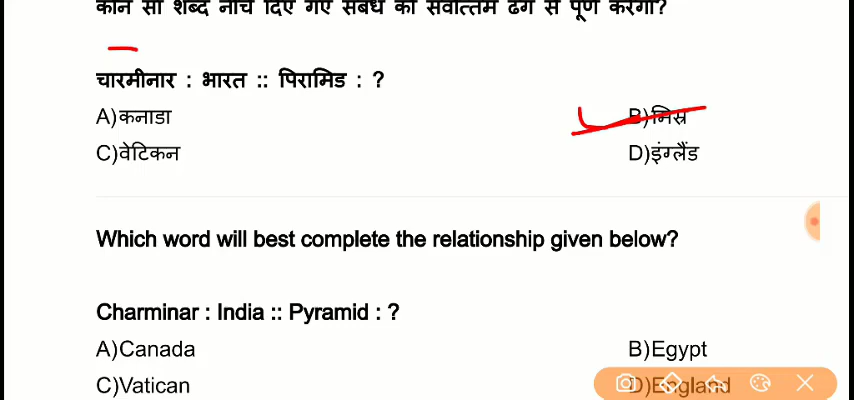 कौन सा शब्द नीचे दिए गए संबंध को सर्वोत्तम ढंग से पूर्ण करेगा?
चारमीनार : भारत :: पिरामिड : ?
A)कनाडा B)मिस्र
C)वेटिकन D)इंग्लैंड
Which word will best complete the relationship given below?
Charminar : India :: Pyramid : ?
A)Canada B)Egypt
C)Vatican D)England